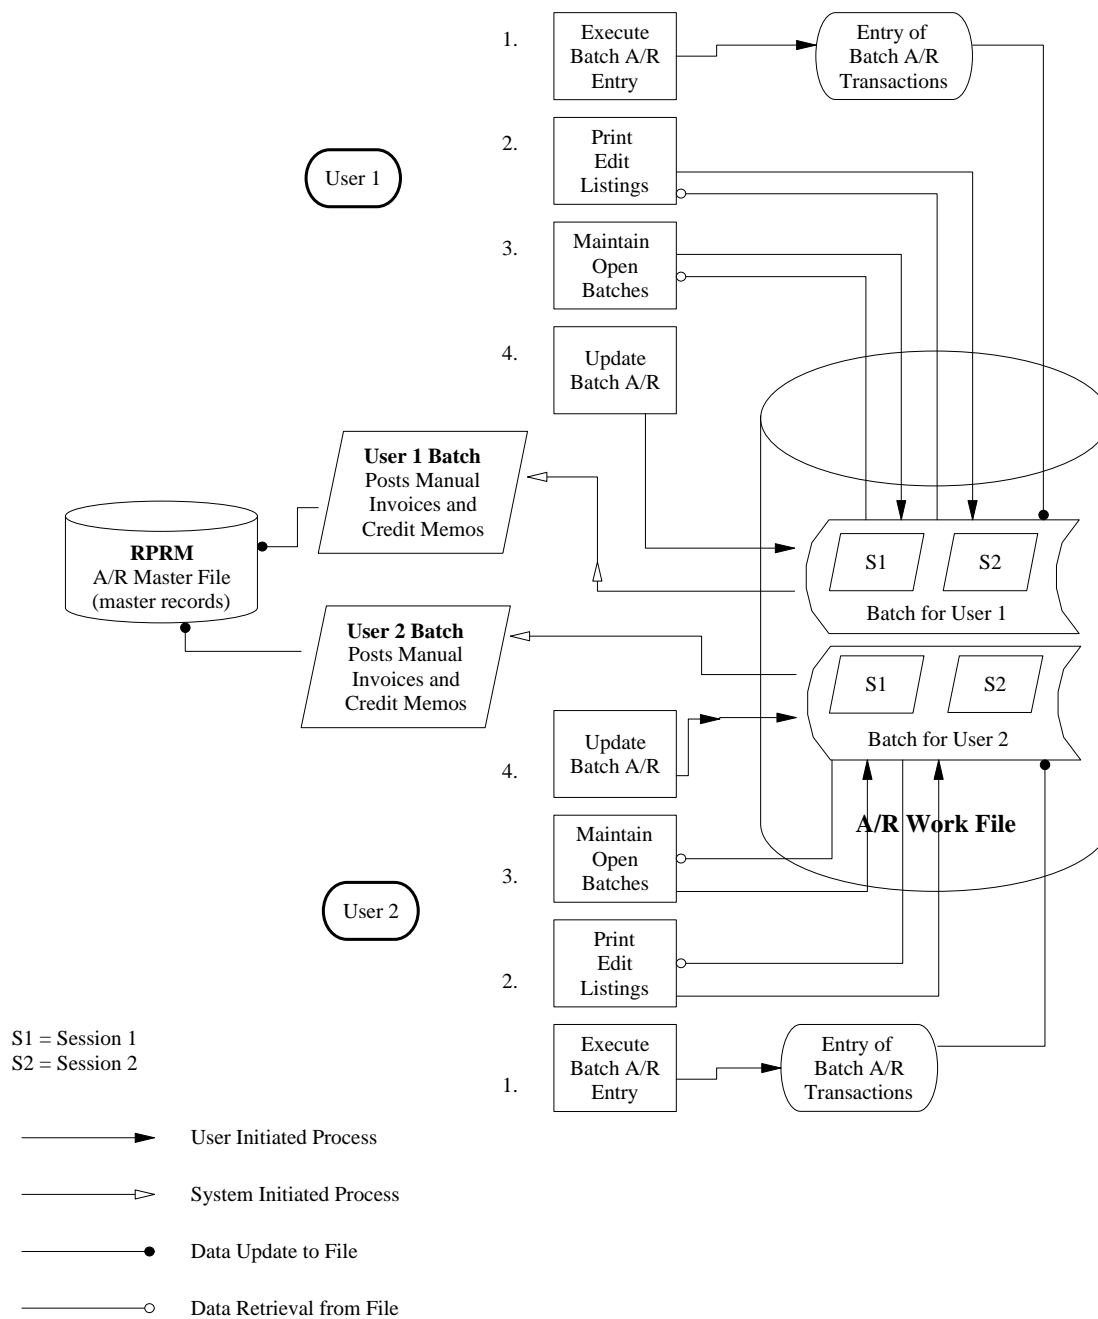 1.
Execute
Batch A/R
Entry
Entry of
Batch A/R
Transactions
2.
Print
Edit
Listings
User 1
3.
Maintain
Open
Batches
4.
Update
Batch A/R
User 1 Batch
Posts Manual
Invoices and
Credit Memos
RPRM
A/R Master File
(master records)
S1
S2
Batch for User 1
User 2 Batch
Posts Manual
Invoices and
Credit Memos
S1
S2
Batch for User 2
4.
Update
Batch A/R
A/R Work File
3.
Maintain
Open
Batches
User 2
2.
Print
Edit
Listings
S1 = Session 1
S2 = Session 2
1.
Execute
Batch A/R
Entry
Entry of
Batch A/R
Transactions
User Initiated Process
System Initiated Process
Data Update to File
Data Retrieval from File